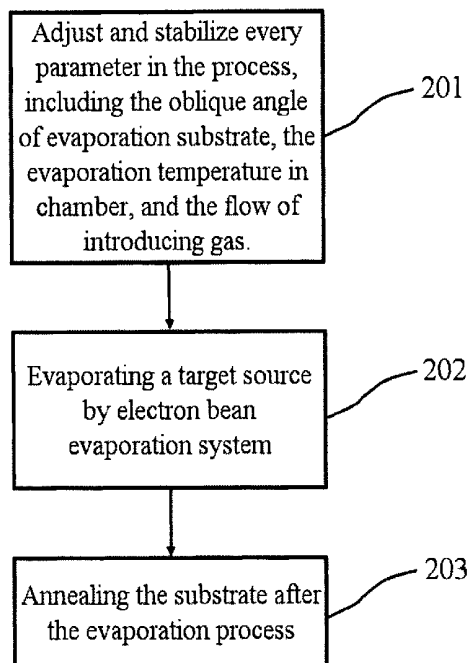 Adjust and stabilize every
parameter in the process,
including the oblique angle
of evaporation substrate, the
evaporation temperature in
chamber, and the flow of
introducing gas.
201
Evaporating a target source
by electron bean
evaporation system
202
Annealing the substrate after
the evaporation process
203